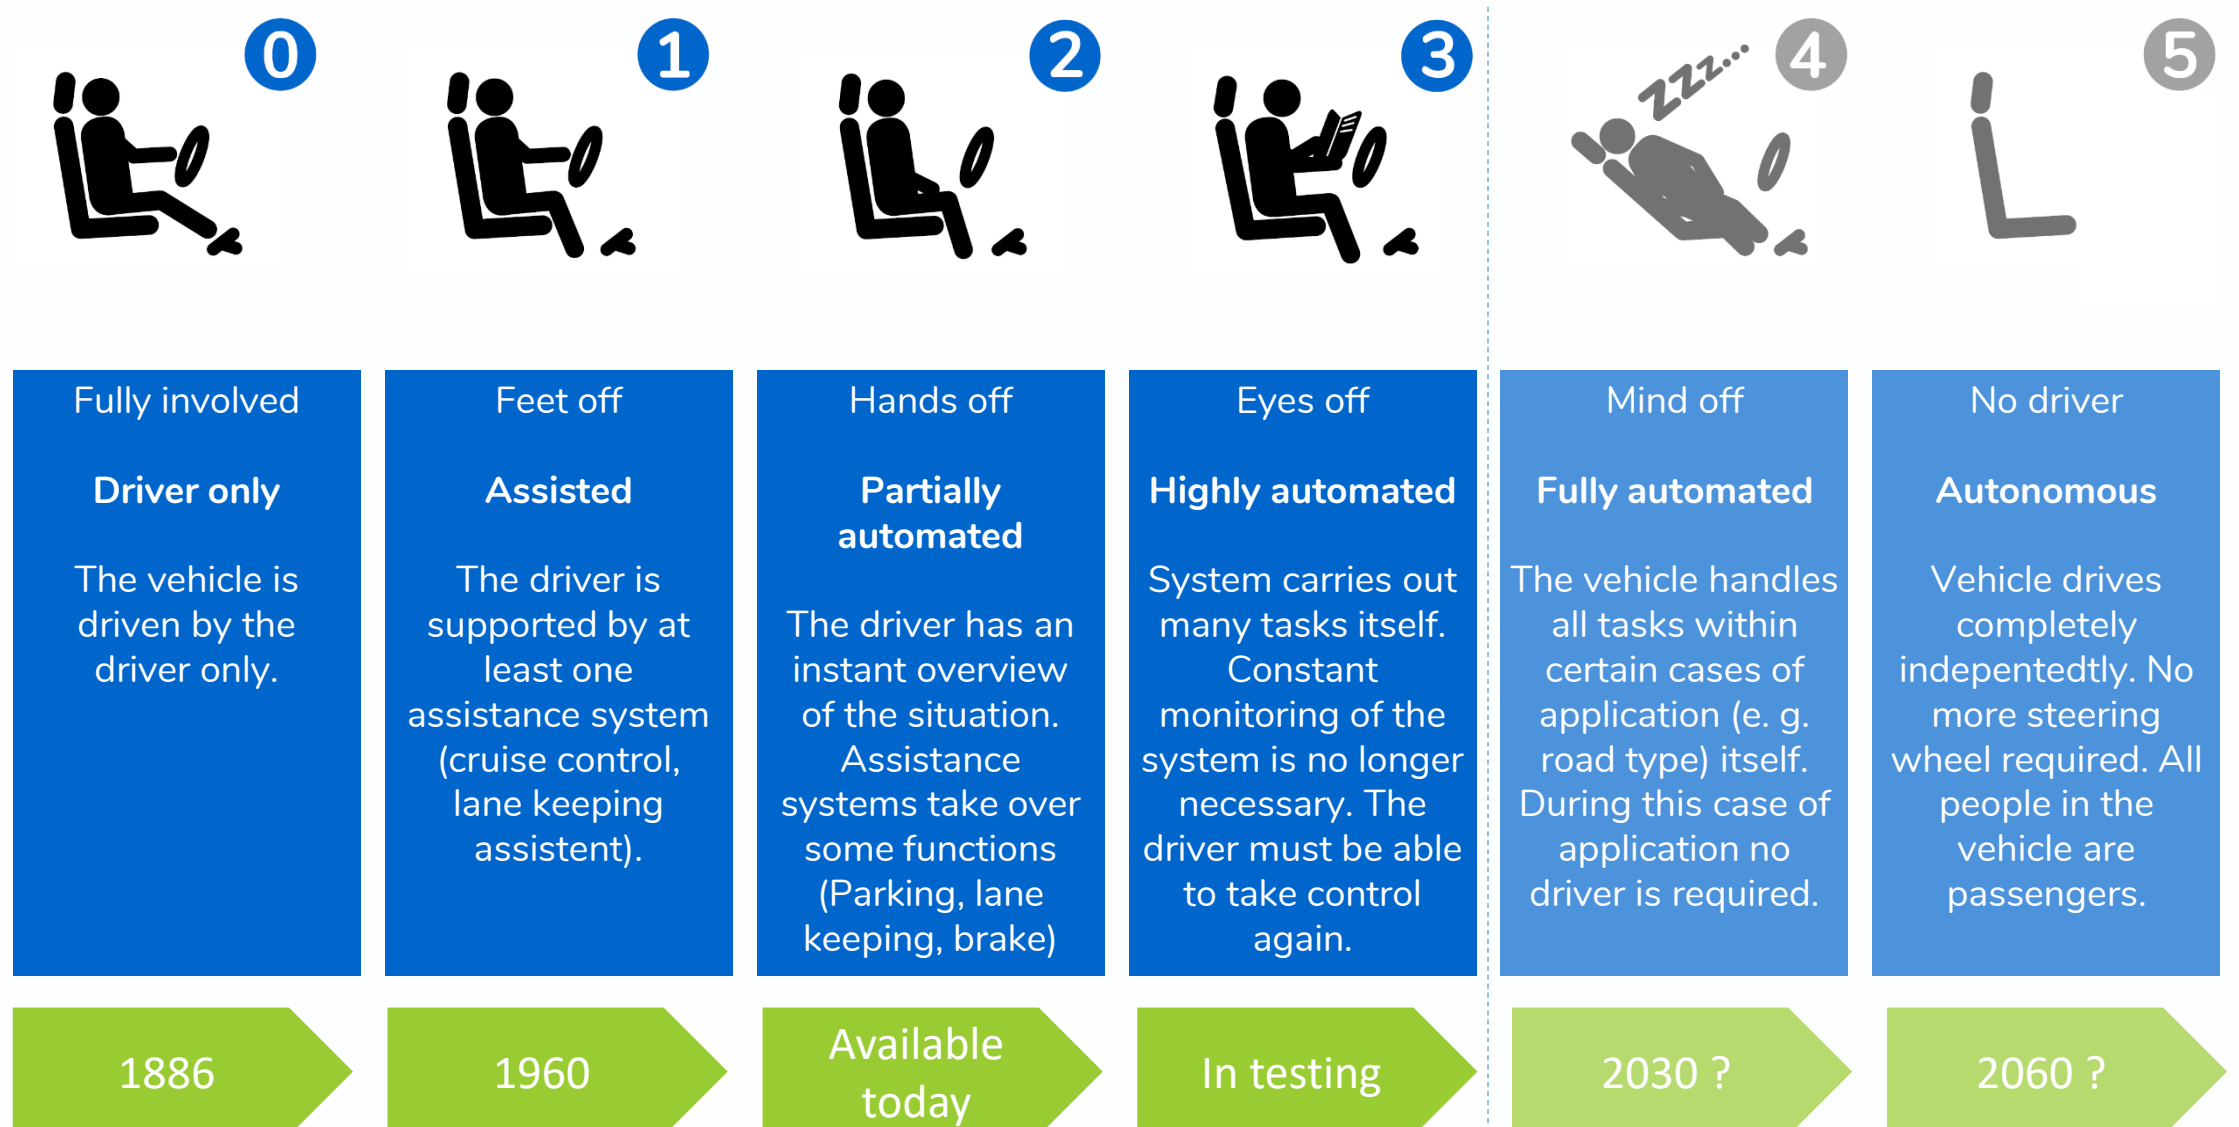 0
1
2
3
zzz...
4
5
Fully involved
Driver only
The vehicle is
driven by the
driver only.
Feet off
Assisted
The driver is
supported by at
least one
assistance system
(cruise control,
lane keeping
assistent).
Hands off
Partially
automated
The driver has an
instant overview
of the situation.
Assistance
systems take over
some functions
(Parking, lane
keeping, brake)
Eyes off
Highly automated
System carries out
many tasks itself.
Constant
monitoring of the
system is no longer
necessary. The
driver must be able
to take control
again.
Mind off
Fully automated
The vehicle handles
all tasks within
certain cases of
application (e. g.
road type) itself.
During this case of
application no
driver is required.
No driver
Autonomous
Vehicle drives
completely
indepentedtly. No
more steering
wheel required. All
people in the
vehicle are
passengers.
1886
1960
Available
today
In testing
2030 ?
2060 ?